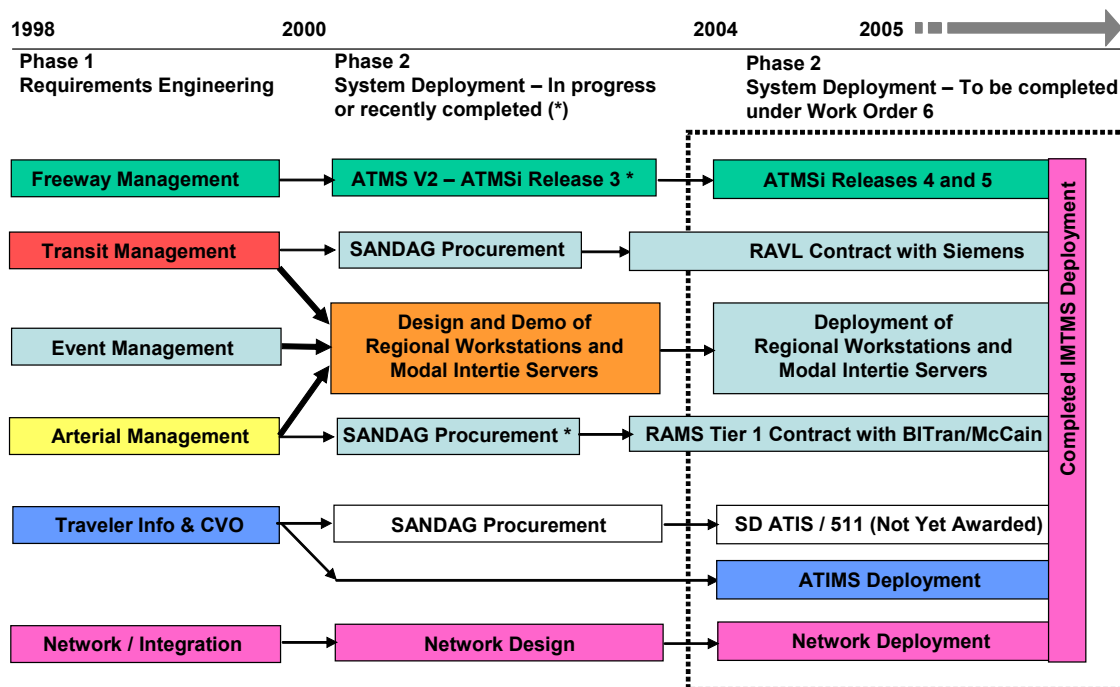 1998
2000
2004
2005
Phase 1
Requirements Engineering
Phase 2
System Deployment – In progress
or recently completed (*)
Phase 2
System Deployment – To be completed
under Work Order 6
Freeway Management
ATMS V2 – ATMSi Release 3 *
ATMSi Releases 4 and 5
Transit Management
SANDAG Procurement
RAVL Contract with Siemens
Event Management
Design and Demo of
Regional Workstations and
Modal Intertie Servers
Deployment of
Regional Workstations and
Modal Intertie Servers
Arterial Management
SANDAG Procurement *
RAMS Tier 1 Contract with BITran/McCain
Traveler Info & CVO
SANDAG Procurement
SD ATIS / 511 (Not Yet Awarded)
ATIMS Deployment
Network / Integration
Network Design
Network Deployment
Completed IMTMS Deployment